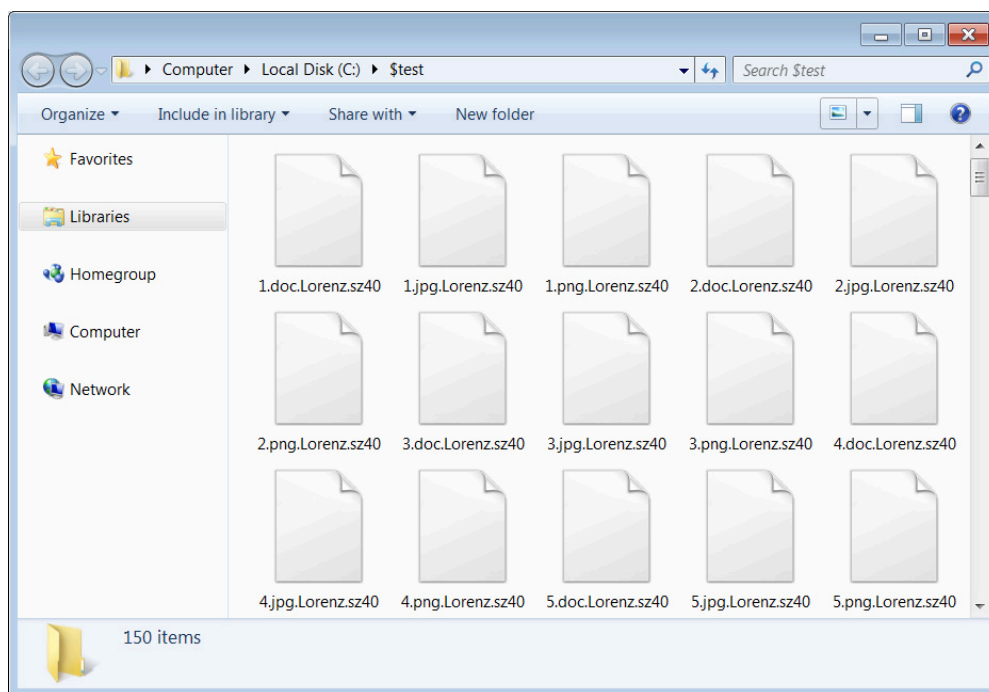 Computer Local Disk (C:) $test Search $test
Organize Include in library Share with New folder
Favorites
Libraries
Homegroup
Computer
Network
1.doc.Lorenz.sz40 1.jpg.Lorenz.sz40 1.png.Lorenz.sz40 2.doc.Lorenz.sz40 2.jpg.Lorenz.sz40
2.png.Lorenz.sz40 3.doc.Lorenz.sz40 3.jpg.Lorenz.sz40 3.png.Lorenz.sz40 4.doc.Lorenz.sz40
4.jpg.Lorenz.sz40 4.png.Lorenz.sz40 5.doc.Lorenz.sz40 5.jpg.Lorenz.sz40 5.png.Lorenz.sz40
150 items